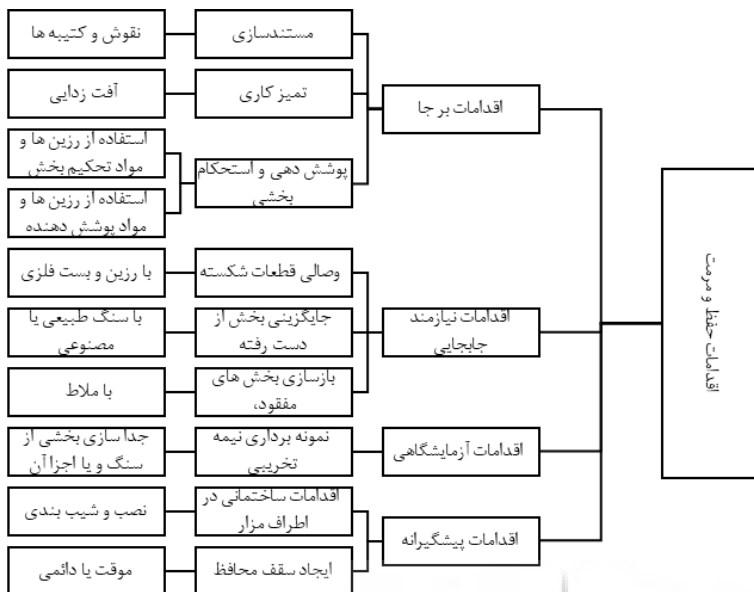 اقدامات حفظ و مرمت
اقدامات بر جا
مستندسازی
نقوش و کتیبه ها
تمیز کاری
آفت زدایی
پوشش دهی و استحکام
بخشی
استفاده از رزین ها و
مواد تحکیم بخش
استفاده از رزین ها و
مواد پوشش دهنده
اقدامات نیازمند
جابجایی
وصالی قطعات شکسته
با رزین و بست فلزی
جایگزینی بخش از
دست رفته
با سنگ طبیعی یا
مصنوعی
بازسازی بخش های
مفقود،
با ملاط
اقدامات آزمایشگاهی
نمونه برداری نیمه
تخریبی
جدا سازی بخشی از
سنگ و یا اجزا آن
اقدامات پیشگیرانه
اقدامات ساختمانی در
اطراف مزار
نصب و شیب بندی
ایجاد سقف محافظ
موقت یا دائمی